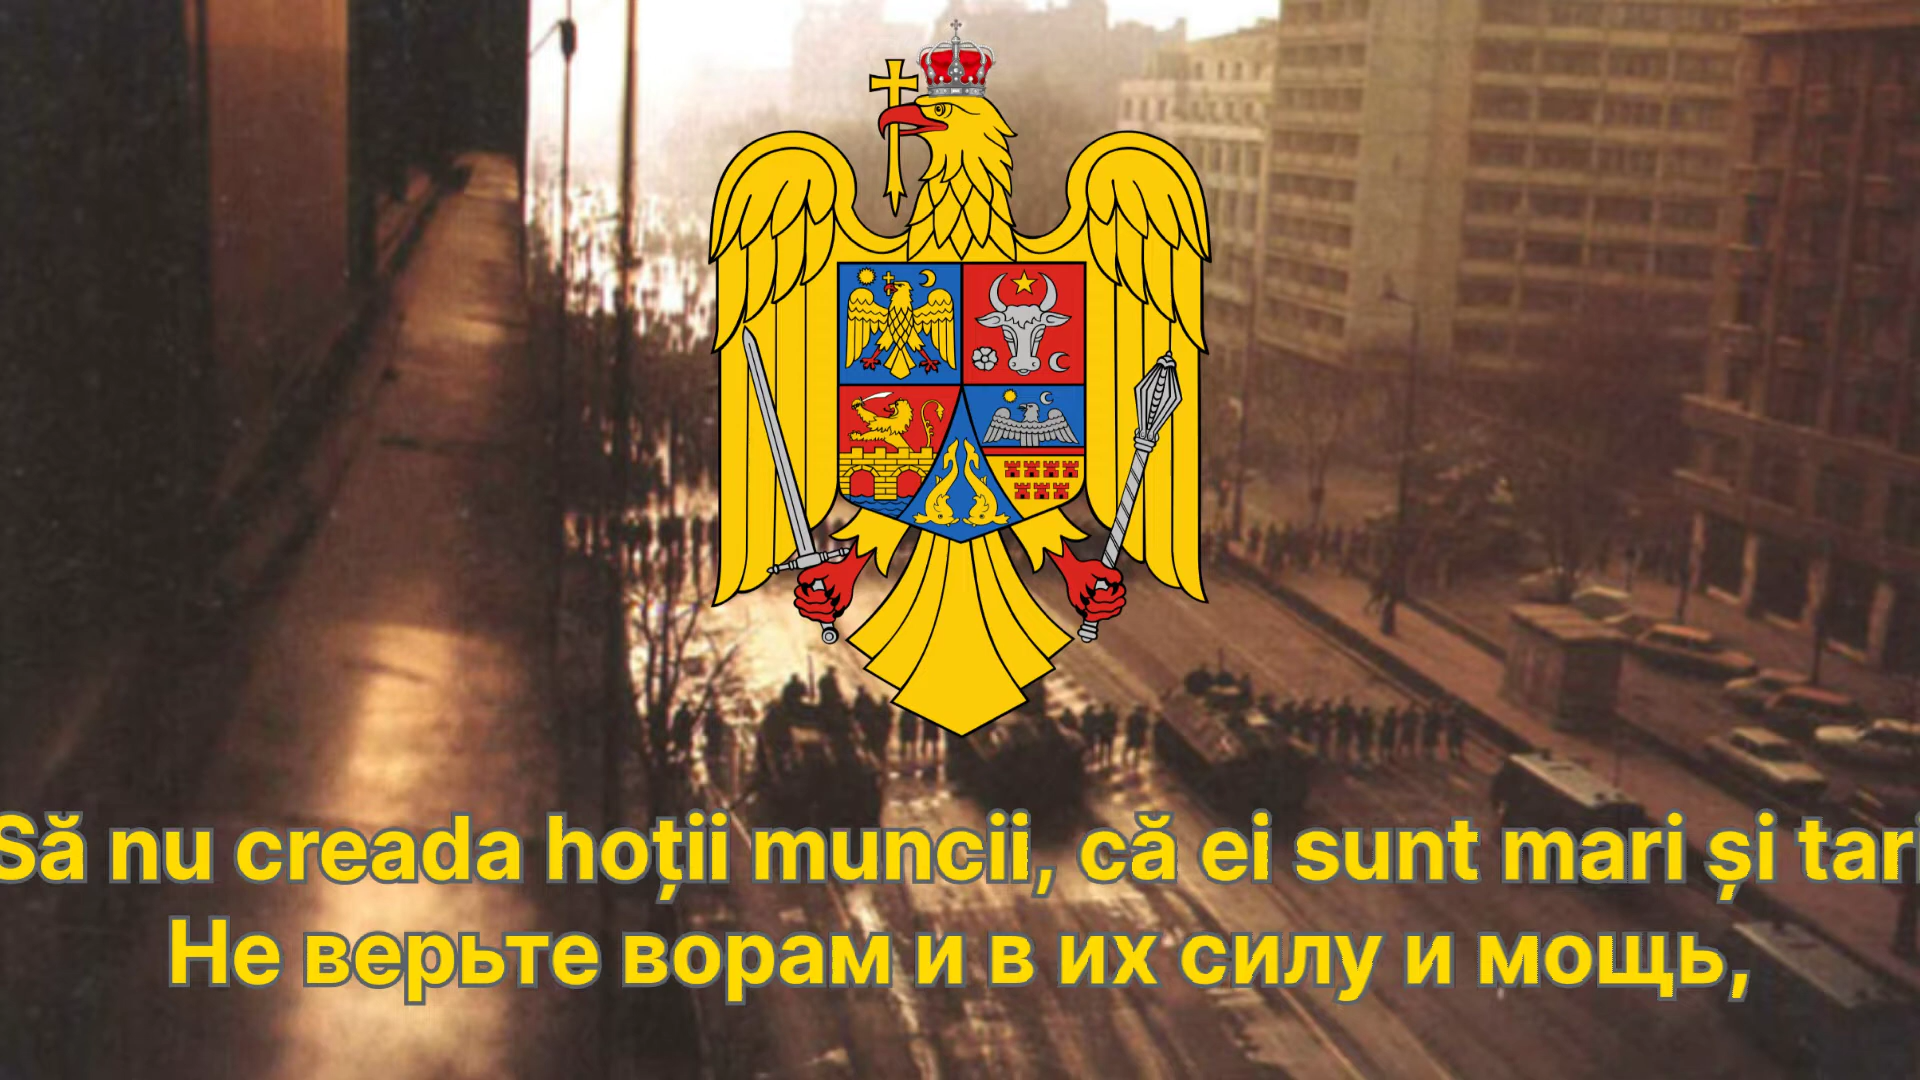 Să nu creada hoții muncii, că ei sunt mari și tari
Не верьте ворам и в их силу и мощь,